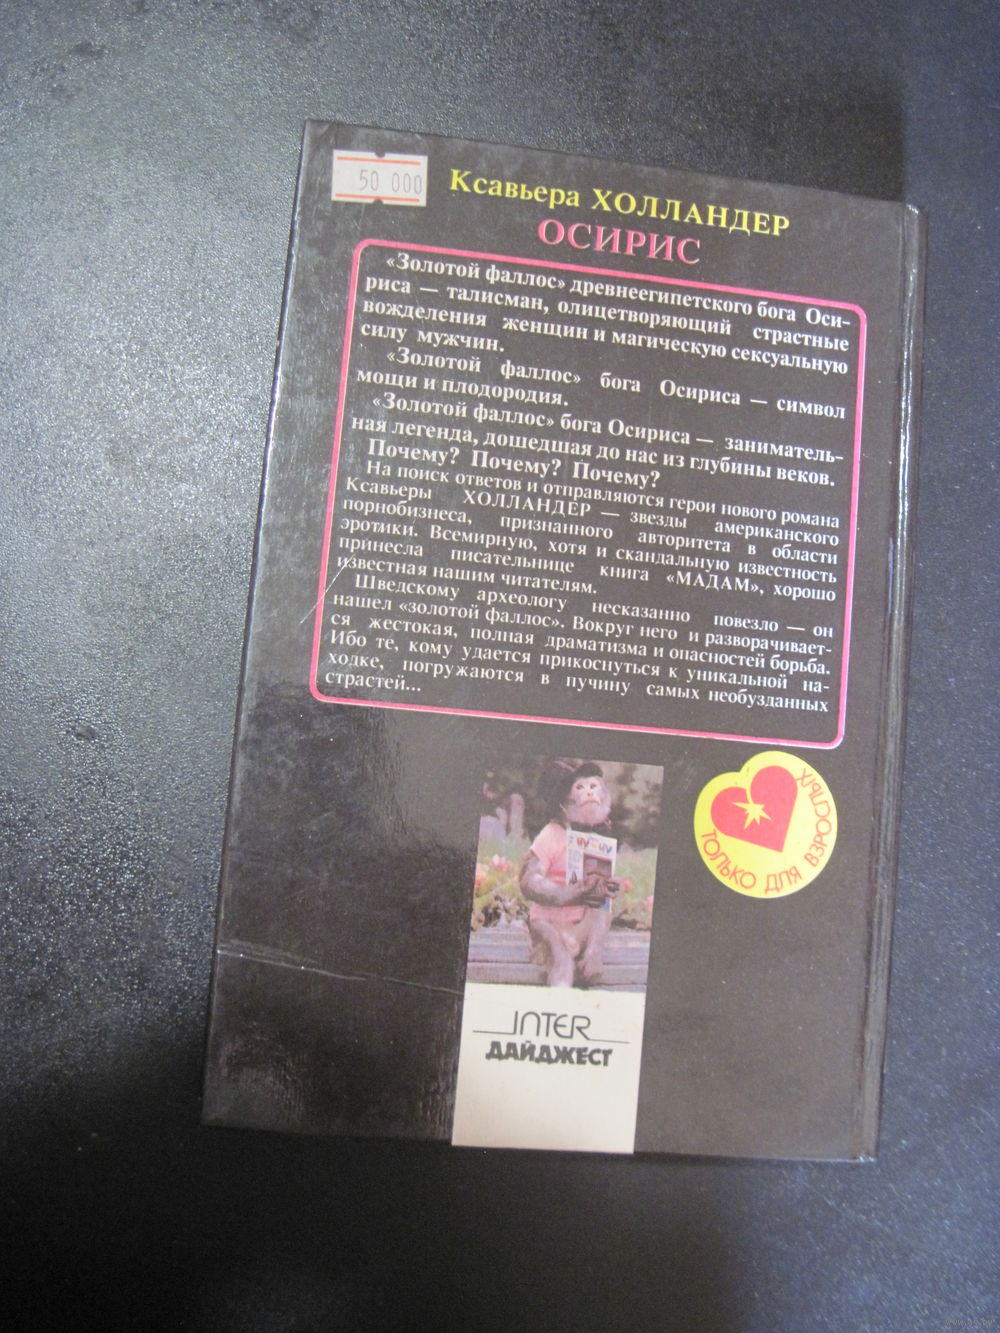 50 000
Ксавьера ХОЛЛАНДЕР
ОСИРИС
«Золотой фаллос» древнеегипетского бога Оси-
риса — талисман, олицетворяющий страстные
вожделения женщин и магическую сексуальную
силу мужчин.
«Золотой фаллос» бога Осириса — символ
мощи и плодородия.
«Золотой фаллос» бога Осириса — заниматель-
ная легенда, дошедшая до нас из глубины веков.
Почему? Почему? Почему?
На поиск ответов и отправляются герои нового романа
Ксавьеры ХОЛЛАНДЕР — звезды американского
порнобизнеса, признанного авторитета в области
эротики. Всемирную, хотя и скандальную известность
принесла писательнице книга «МАДАМ», хорошо
известная нашим читателям.
Шведскому археологу несказанно повезло — он
нашел «золотой фаллос». Вокруг него и разворачивает-
ся жестокая, полная драматизма и опасностей борьба.
Ибо те, кому удается прикоснуться к уникальной на-
ходке, погружаются в пучину самых необузданных
страстей...
ТОЛЬКО ДЛЯ ВЗРОСЛЫХ
INTER
ДАЙДЖЕСТ